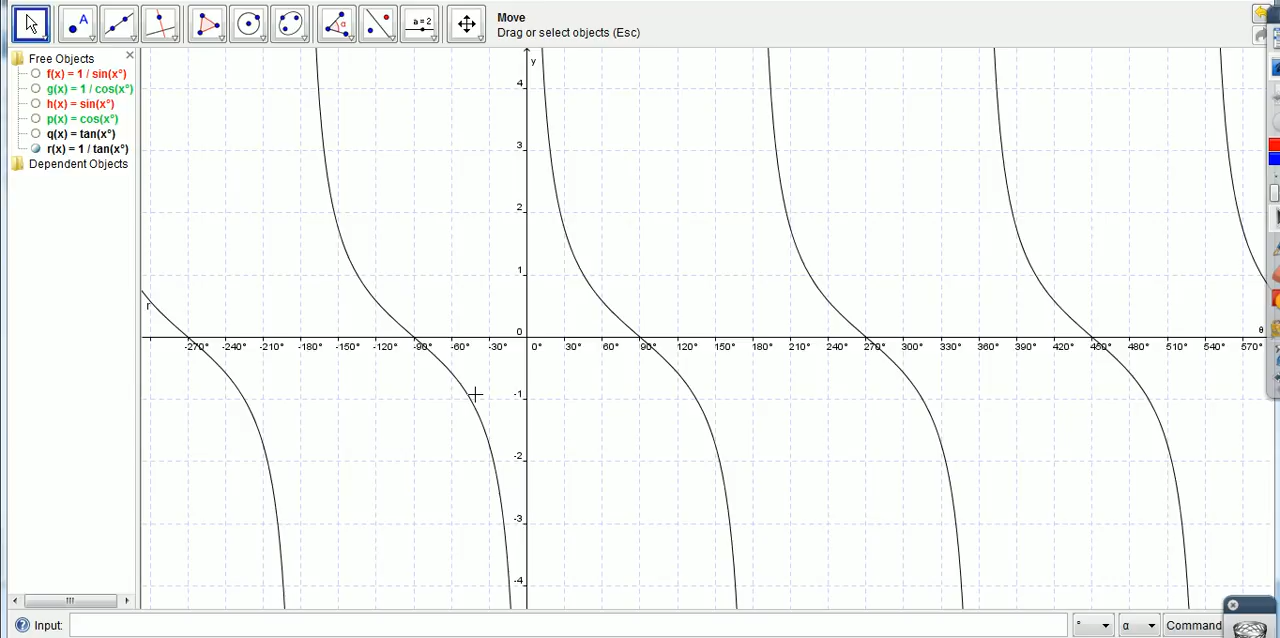 A
α
a = 2
Move
Drag or select objects (Esc)
Free Objects
f(x) = 1 / sin(x°)
g(x) = 1 / cos(x°)
h(x) = sin(x°)
p(x) = cos(x°)
q(x) = tan(x°)
r(x) = 1 / tan(x°)
Dependent Objects
y
4
3
2
1
0
-1
-2
-3
-4
r
θ
-270° -240° -210° -180° -150° -120° -90° -60° -30 0° 30° 60° 90° 120° 150° 180° 210° 240° 270° 300° 330° 360° 390° 420° 450° 480° 510° 540° 570°
Input:
° α Command